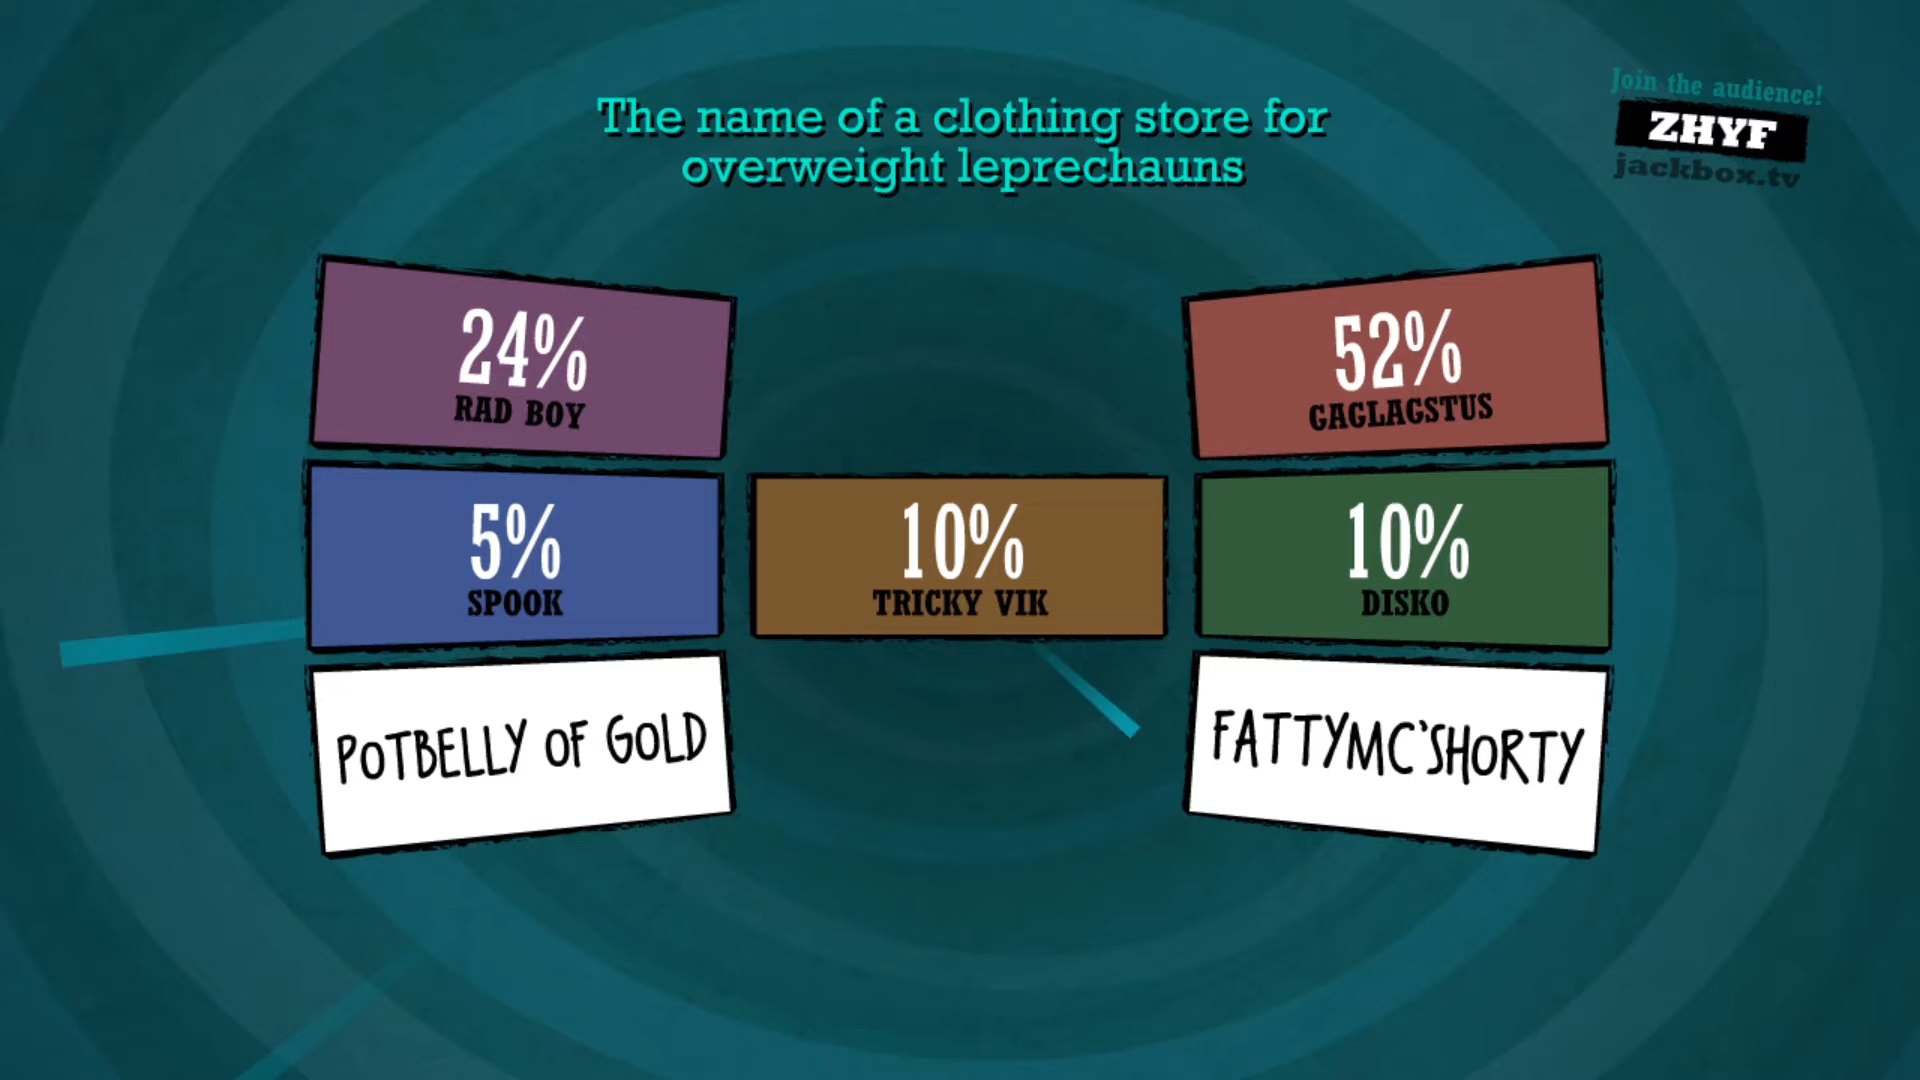 The name of a clothing store for
overweight leprechauns
Join the audience!
ZHYF
jackbox.tv
24%
RAD BOY
52%
GAGLAGSTUS
5%
SPOOK
10%
TRICKY VIK
10%
DISKO
POTBELLY OF GOLD
FATTYMC'SHORTY